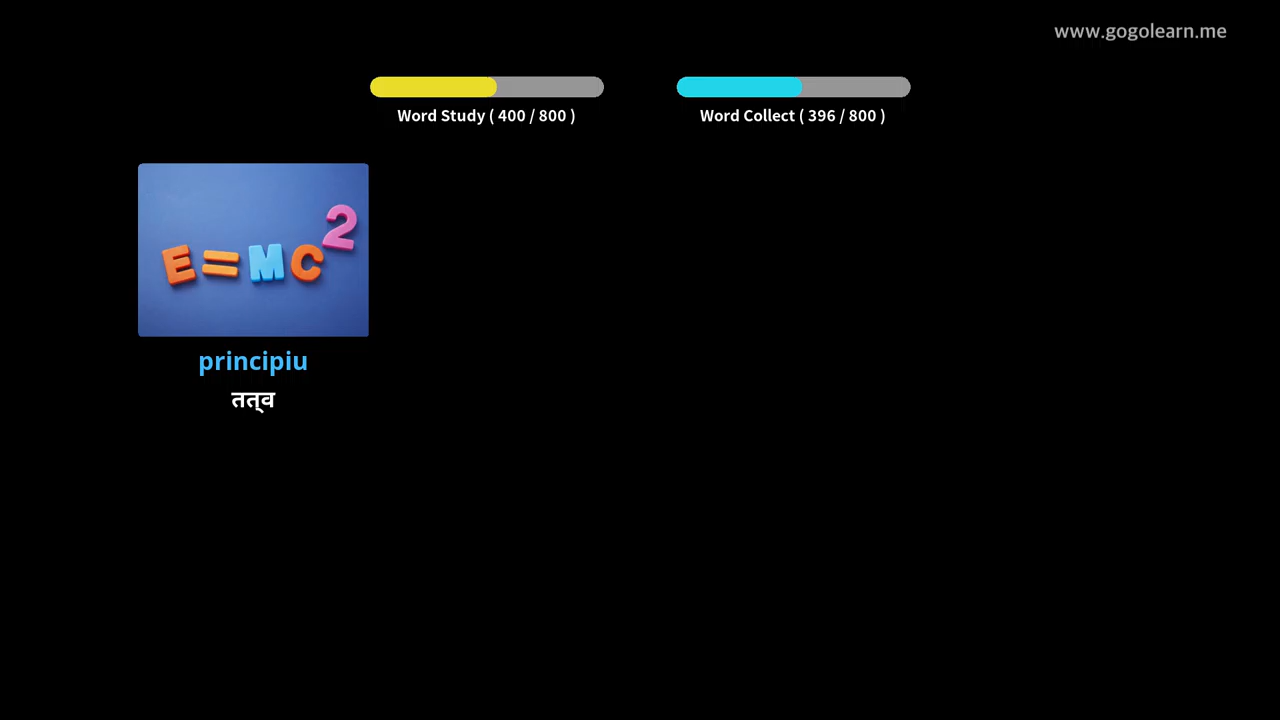 www.gogolearn.me
Word Study ( 400 / 800 )
Word Collect ( 396 / 800 )
E=MC²
principiu
तत्‌व